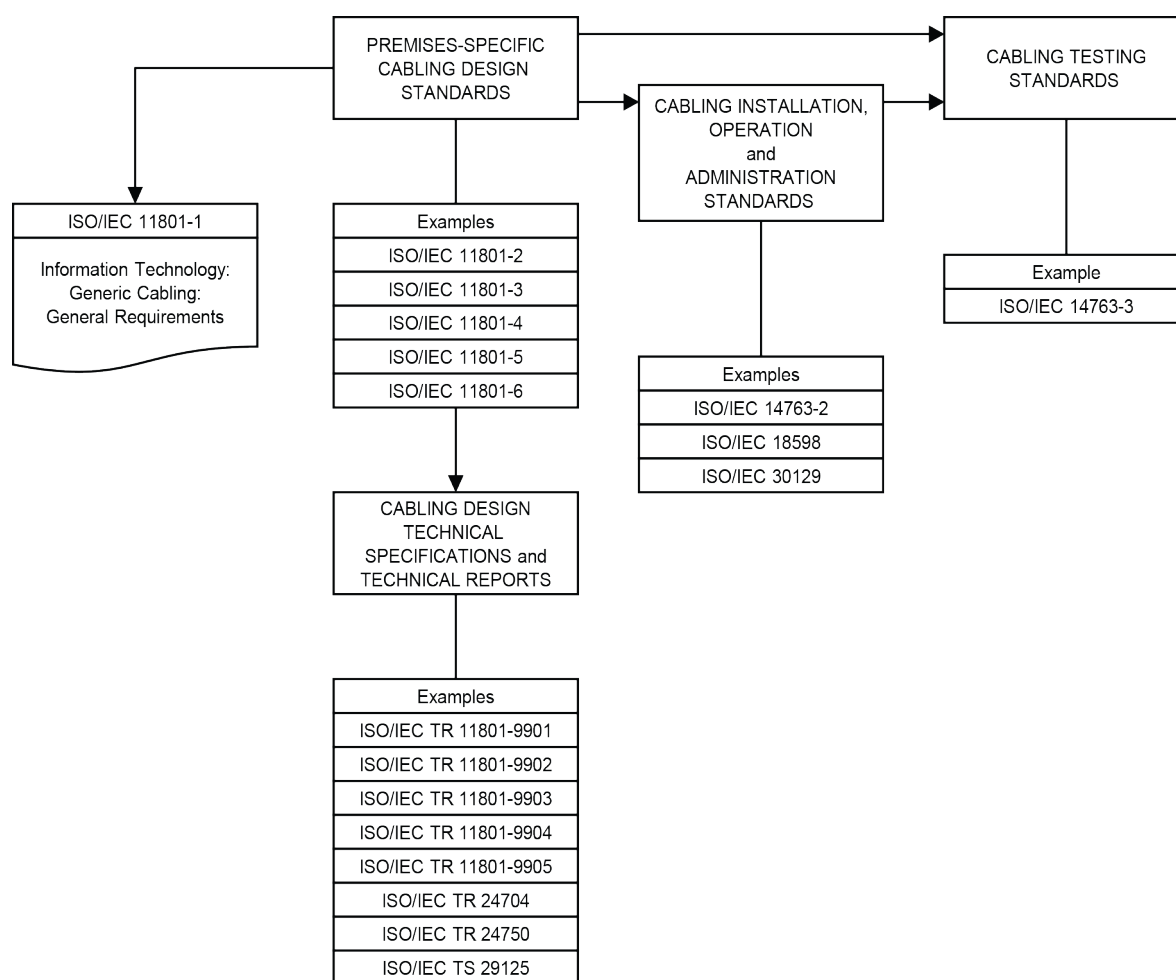 PREMISES-SPECIFIC
CABLING DESIGN
STANDARDS
CABLING TESTING
STANDARDS
CABLING INSTALLATION,
OPERATION
and
ADMINISTRATION
STANDARDS
ISO/IEC 11801-1
Information Technology:
Generic Cabling:
General Requirements
Examples
ISO/IEC 11801-2
ISO/IEC 11801-3
ISO/IEC 11801-4
ISO/IEC 11801-5
ISO/IEC 11801-6
Example
ISO/IEC 14763-3
Examples
ISO/IEC 14763-2
ISO/IEC 18598
ISO/IEC 30129
CABLING DESIGN
TECHNICAL
SPECIFICATIONS and
TECHNICAL REPORTS
Examples
ISO/IEC TR 11801-9901
ISO/IEC TR 11801-9902
ISO/IEC TR 11801-9903
ISO/IEC TR 11801-9904
ISO/IEC TR 11801-9905
ISO/IEC TR 24704
ISO/IEC TR 24750
ISO/IEC TS 29125